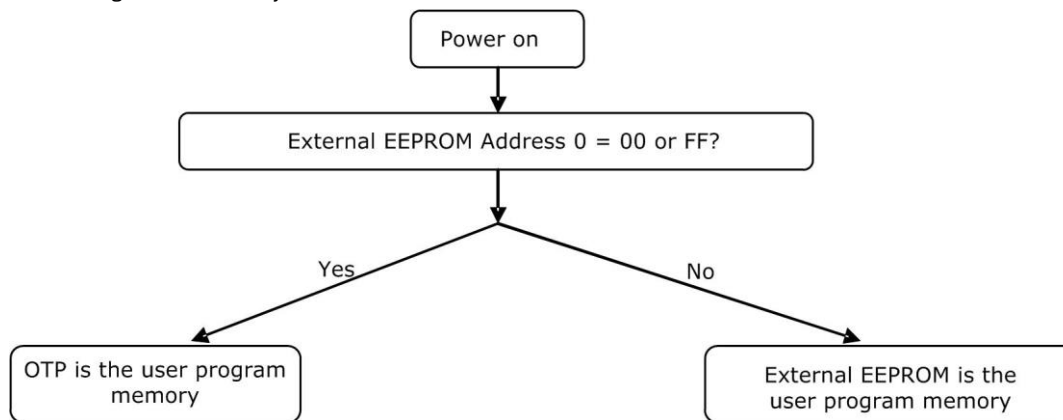 Power on
External EEPROM Address 0 = 00 or FF?
Yes
No
OTP is the user program
memory
External EEPROM is the
user program memory